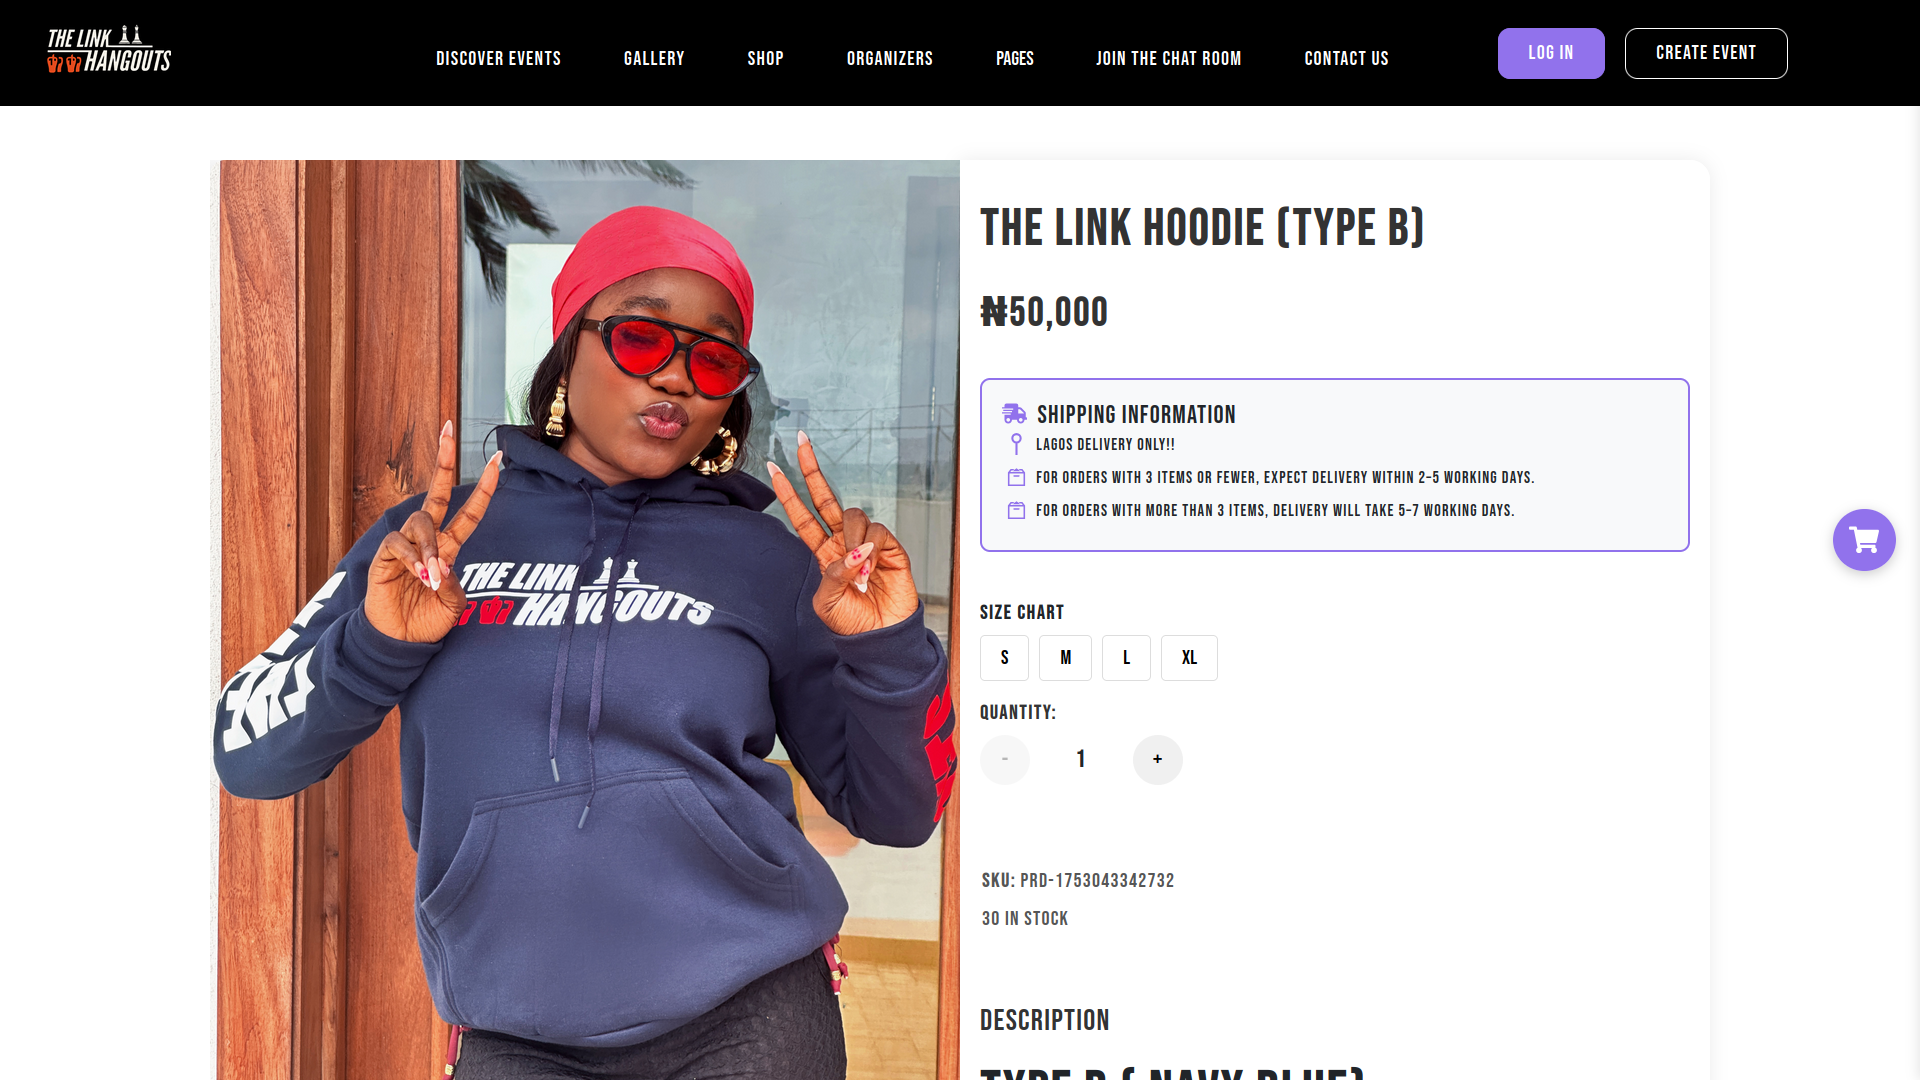 THE LINK
HANGOUTS
DISCOVER EVENTS
GALLERY
SHOP
ORGANIZERS
PAGES
JOIN THE CHAT ROOM
CONTACT US
LOG IN
CREATE EVENT
THE LINK
HANGOUTS
THE LINK HOODIE (TYPE B)
₦50,000
SHIPPING INFORMATION
LAGOS DELIVERY ONLY!!
FOR ORDERS WITH 3 ITEMS OR FEWER, EXPECT DELIVERY WITHIN 2-5 WORKING DAYS.
FOR ORDERS WITH MORE THAN 3 ITEMS, DELIVERY WILL TAKE 5-7 WORKING DAYS.
SIZE CHART
S
M
L
XL
QUANTITY:
- 1 +
SKU: PRD-1753043342732
30 IN STOCK
DESCRIPTION
TYPE B ( NAVY BLUE)